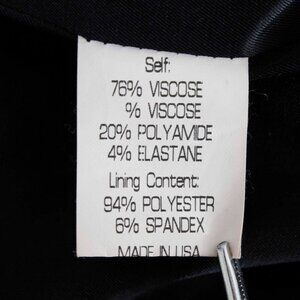 Self:
76% VISCOSE
% VISCOSE
20% POLYAMIDE
4% ELASTANE
Lining Content:
94% POLYESTER
6% SPANDEX
MADE IN USA